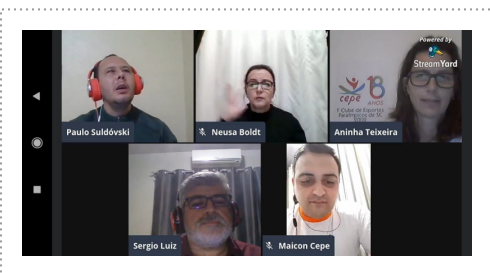 Powered by
StreamYard
cepe 18
ANOS
Paulo Suldóvski
Neusa Boldt
Aninha Teixeira
Sergio Luiz
Maicon Cepe